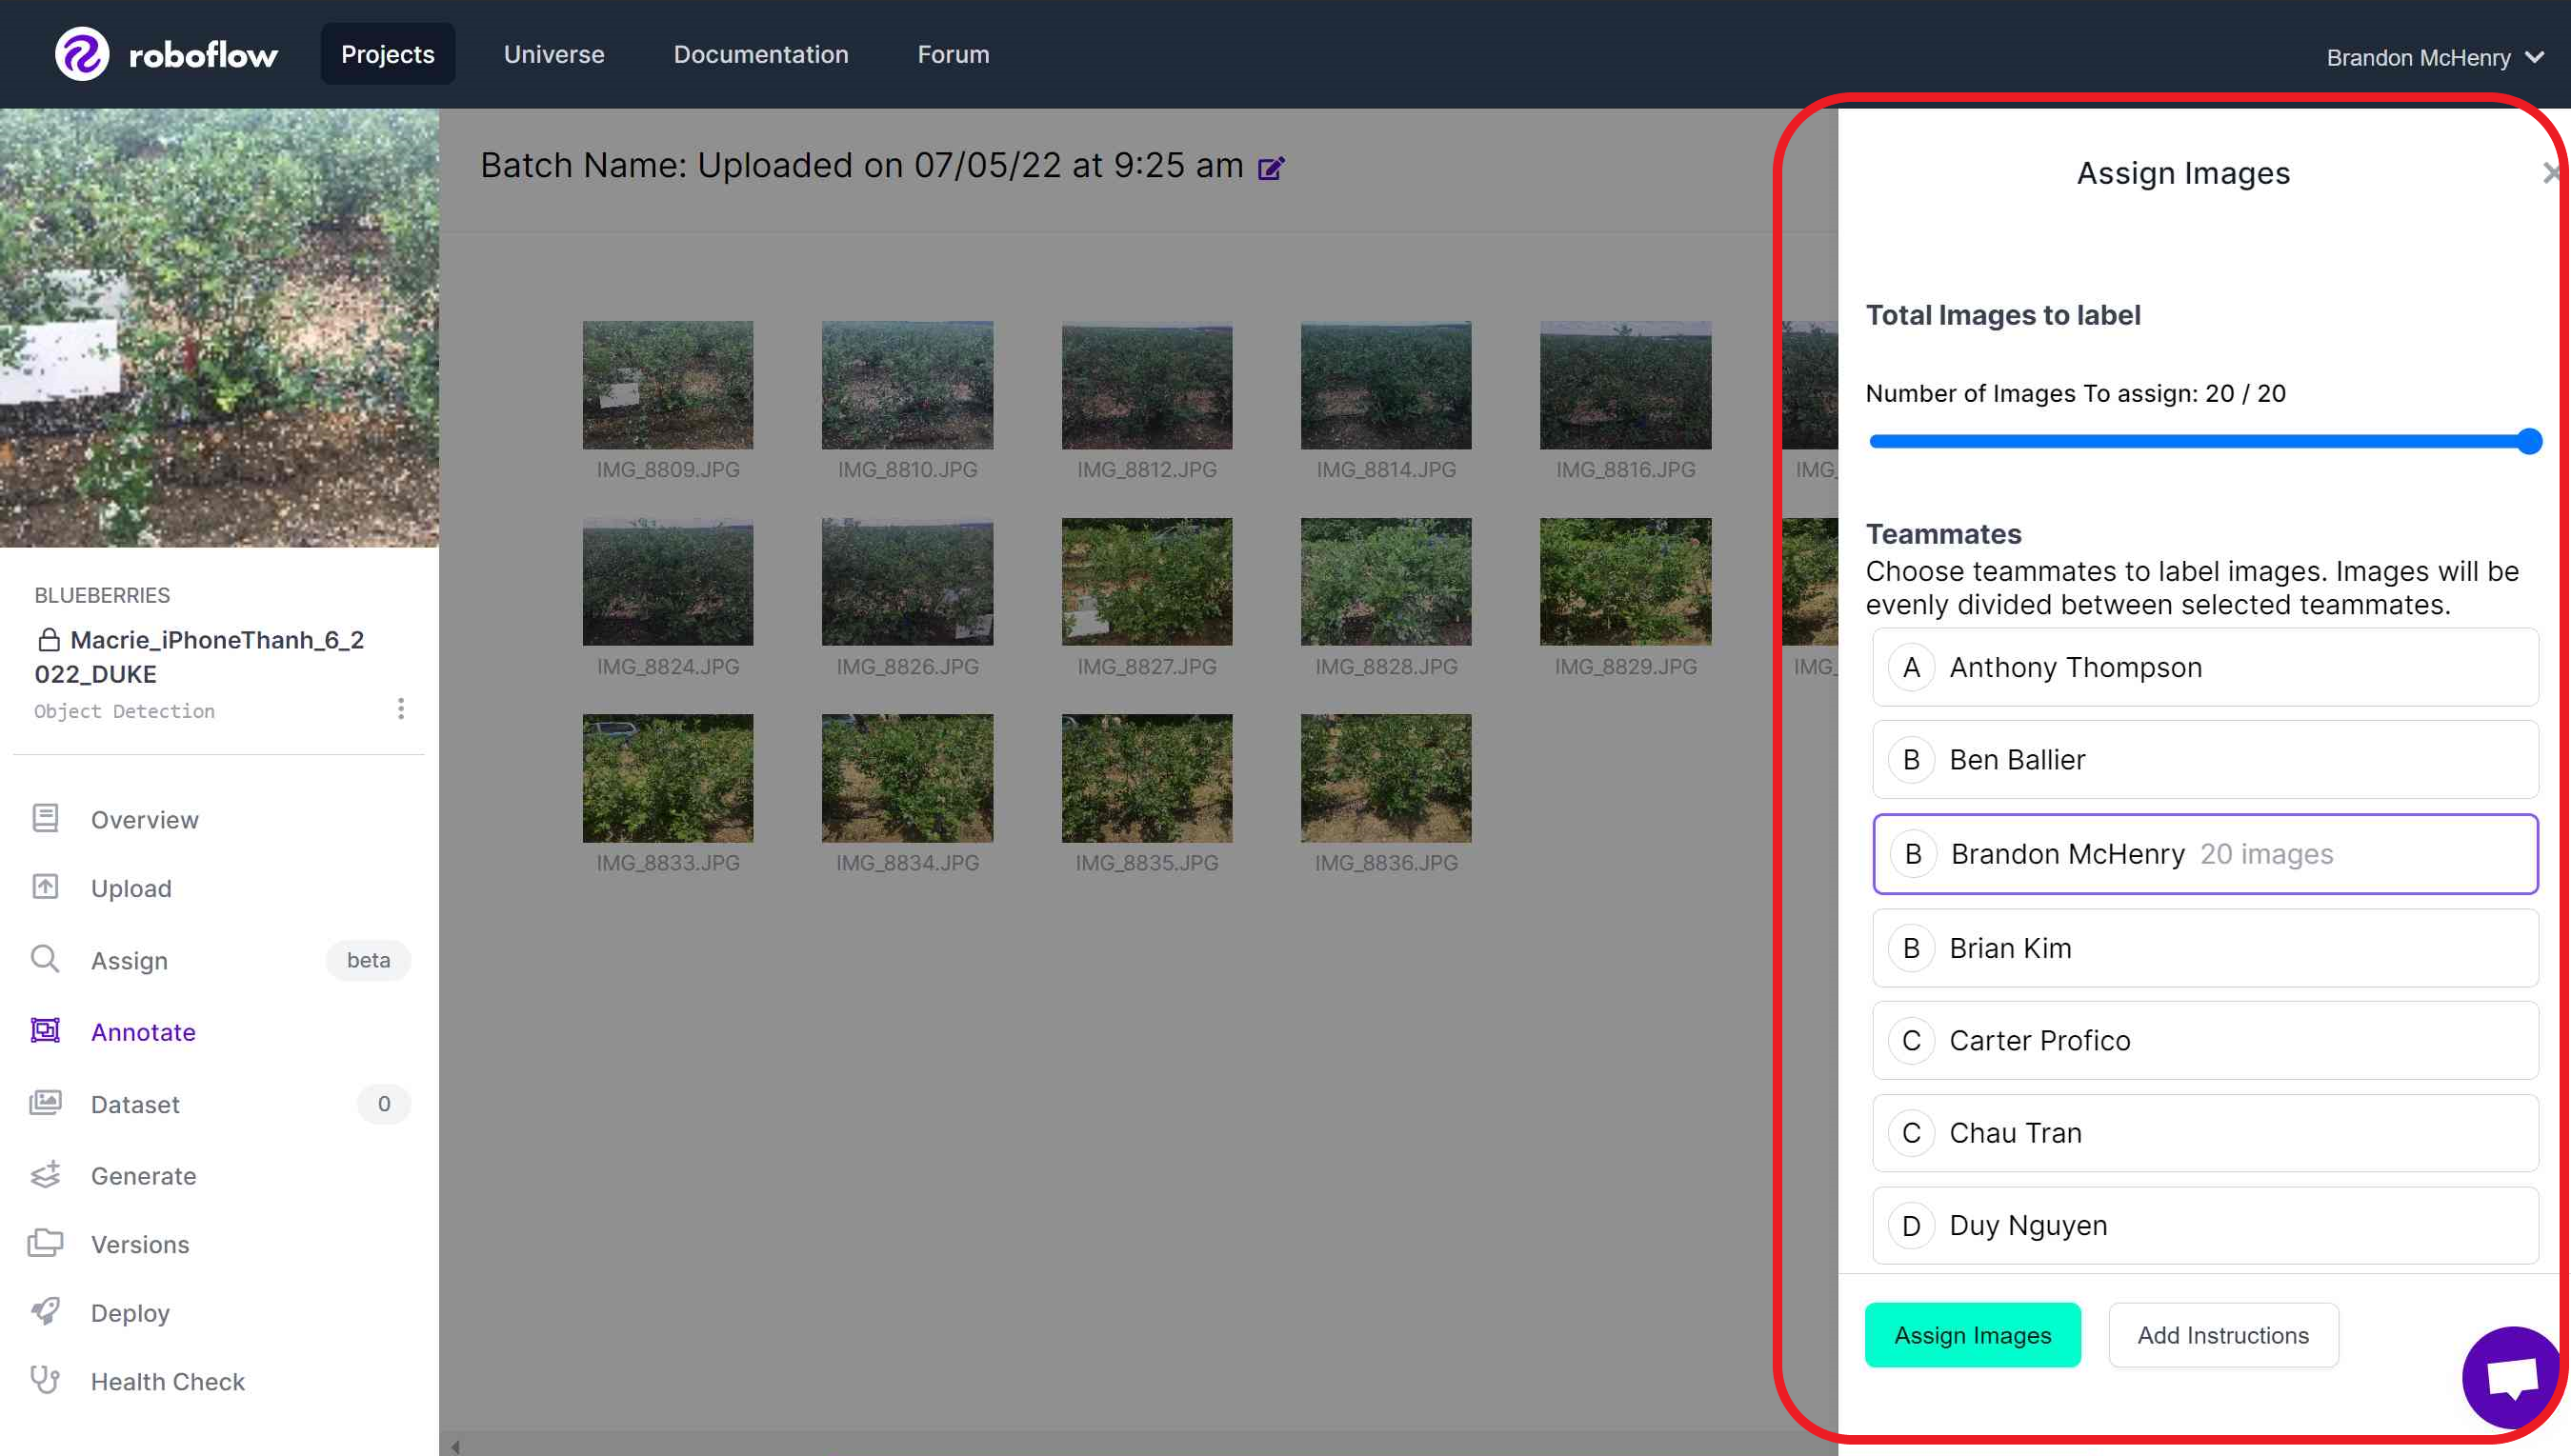 roboflow
Projects
Universe
Documentation
Forum
Brandon McHenry
BLUEBERRIES
Macrie_iPhoneThanh_6_2
022_DUKE
Object Detection
Overview
Upload
Assign
beta
Annotate
Dataset
0
Generate
Versions
Deploy
Health Check
Batch Name: Uploaded on 07/05/22 at 9:25 am
IMG_8809.JPG
IMG_8810.JPG
IMG_8812.JPG
IMG_8814.JPG
IMG_8816.JPG
IMG_
IMG_8824.JPG
IMG_8826.JPG
IMG_8827.JPG
IMG_8828.JPG
IMG_8829.JPG
IMG_
IMG_8833.JPG
IMG_8834.JPG
IMG_8835.JPG
IMG_8836.JPG
Assign Images
Total Images to label
Number of Images To assign: 20 / 20
Teammates
Choose teammates to label images. Images will be
evenly divided between selected teammates.
A Anthony Thompson
B Ben Ballier
B Brandon McHenry 20 images
B Brian Kim
C Carter Profico
C Chau Tran
D Duy Nguyen
Assign Images
Add Instructions